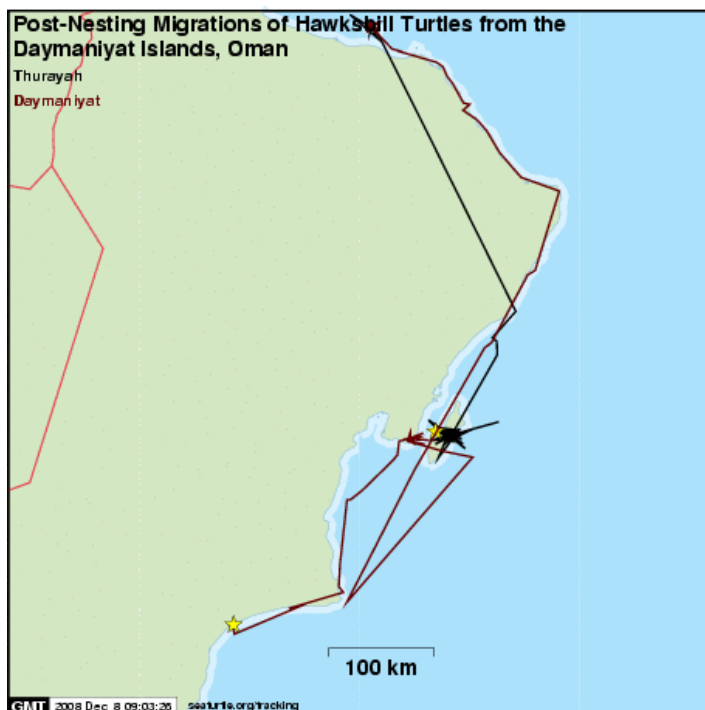 Post-Nesting Migrations of Hawksbill Turtles from the
Daymaniyat Islands, Oman
Thurayah
Daymaniyat
100 km
GMT 2008 Dec 8 09:03:26 seaturtle.org/tracking